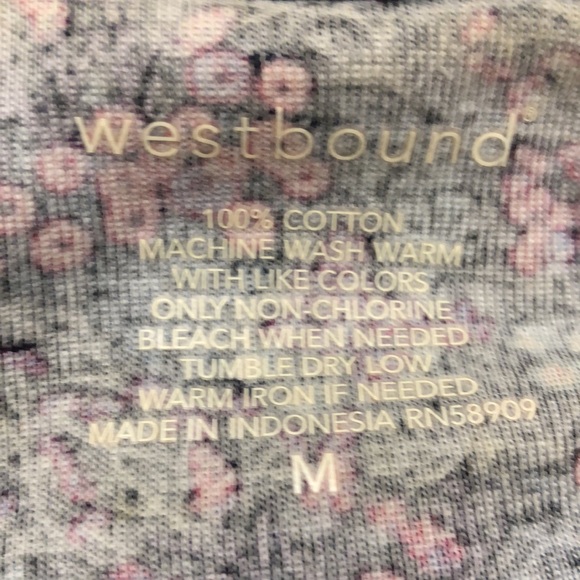 westbound®
100% COTTON
MACHINE WASH WARM
WITH LIKE COLORS
ONLY NON-CHLORINE
BLEACH WHEN NEEDED
TUMBLE DRY LOW
WARM IRON IF NEEDED
MADE IN INDONESIA RN58909
M